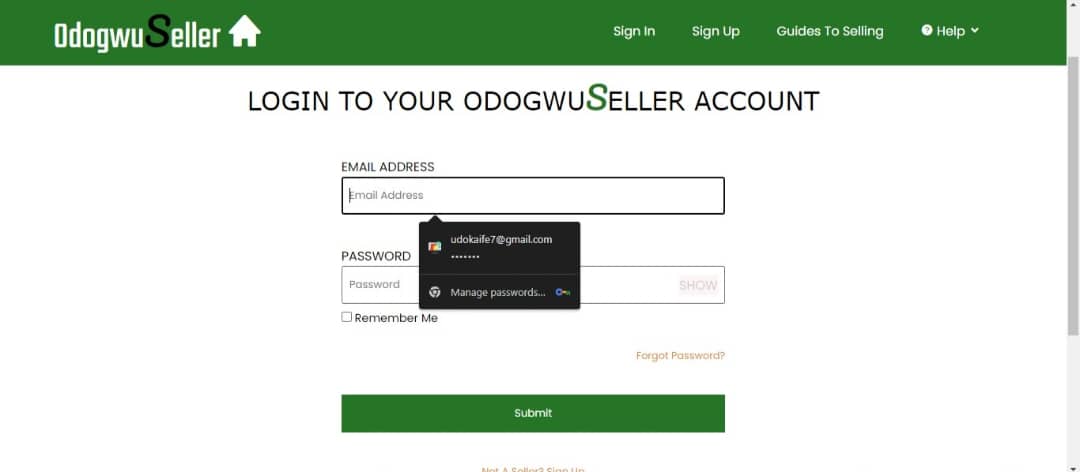 OdogwuSeller
Sign In Sign Up Guides To Selling Help
LOGIN TO YOUR ODOGWUSELLER ACCOUNT
EMAIL ADDRESS
Email Address
udokaife7@gmail.com
•••••••
PASSWORD
Password
SHOW
Manage passwords...
Remember Me
Forgot Password?
Submit
Not A Seller? Sign Up